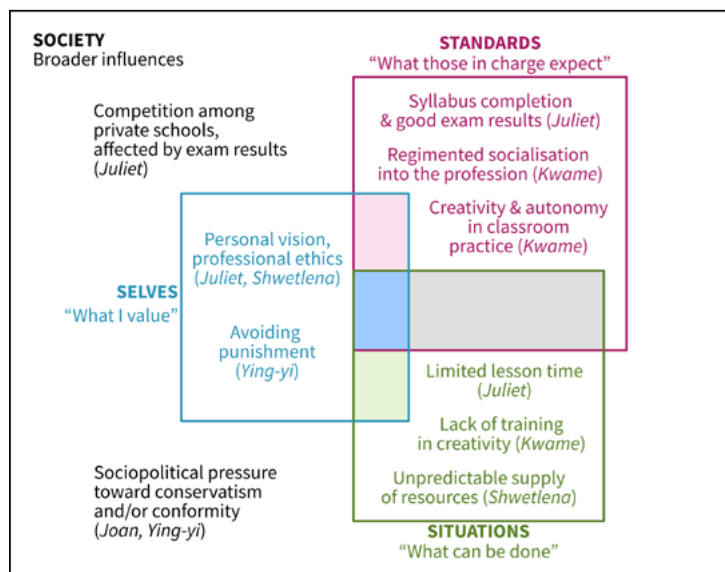 SOCIETY
Broader influences
STANDARDS
“What those in charge expect”
Competition among
private schools,
affected by exam results
(Juliet)
Syllabus completion
& good exam results (Juliet)
Regimented socialisation
into the profession (Kwame)
Creativity & autonomy
in classroom
practice (Kwame)
Personal vision,
professional ethics
(Juliet, Shwetlena)
SELVES
“What I value”
Avoiding
punishment
(Ying-yi)
Limited lesson time
(Juliet)
Lack of training
in creativity (Kwame)
Unpredictable supply
of resources (Shwetlena)
Sociopolitical pressure
toward conservatism
and/or conformity
(Joan, Ying-yi)
SITUATIONS
“What can be done”